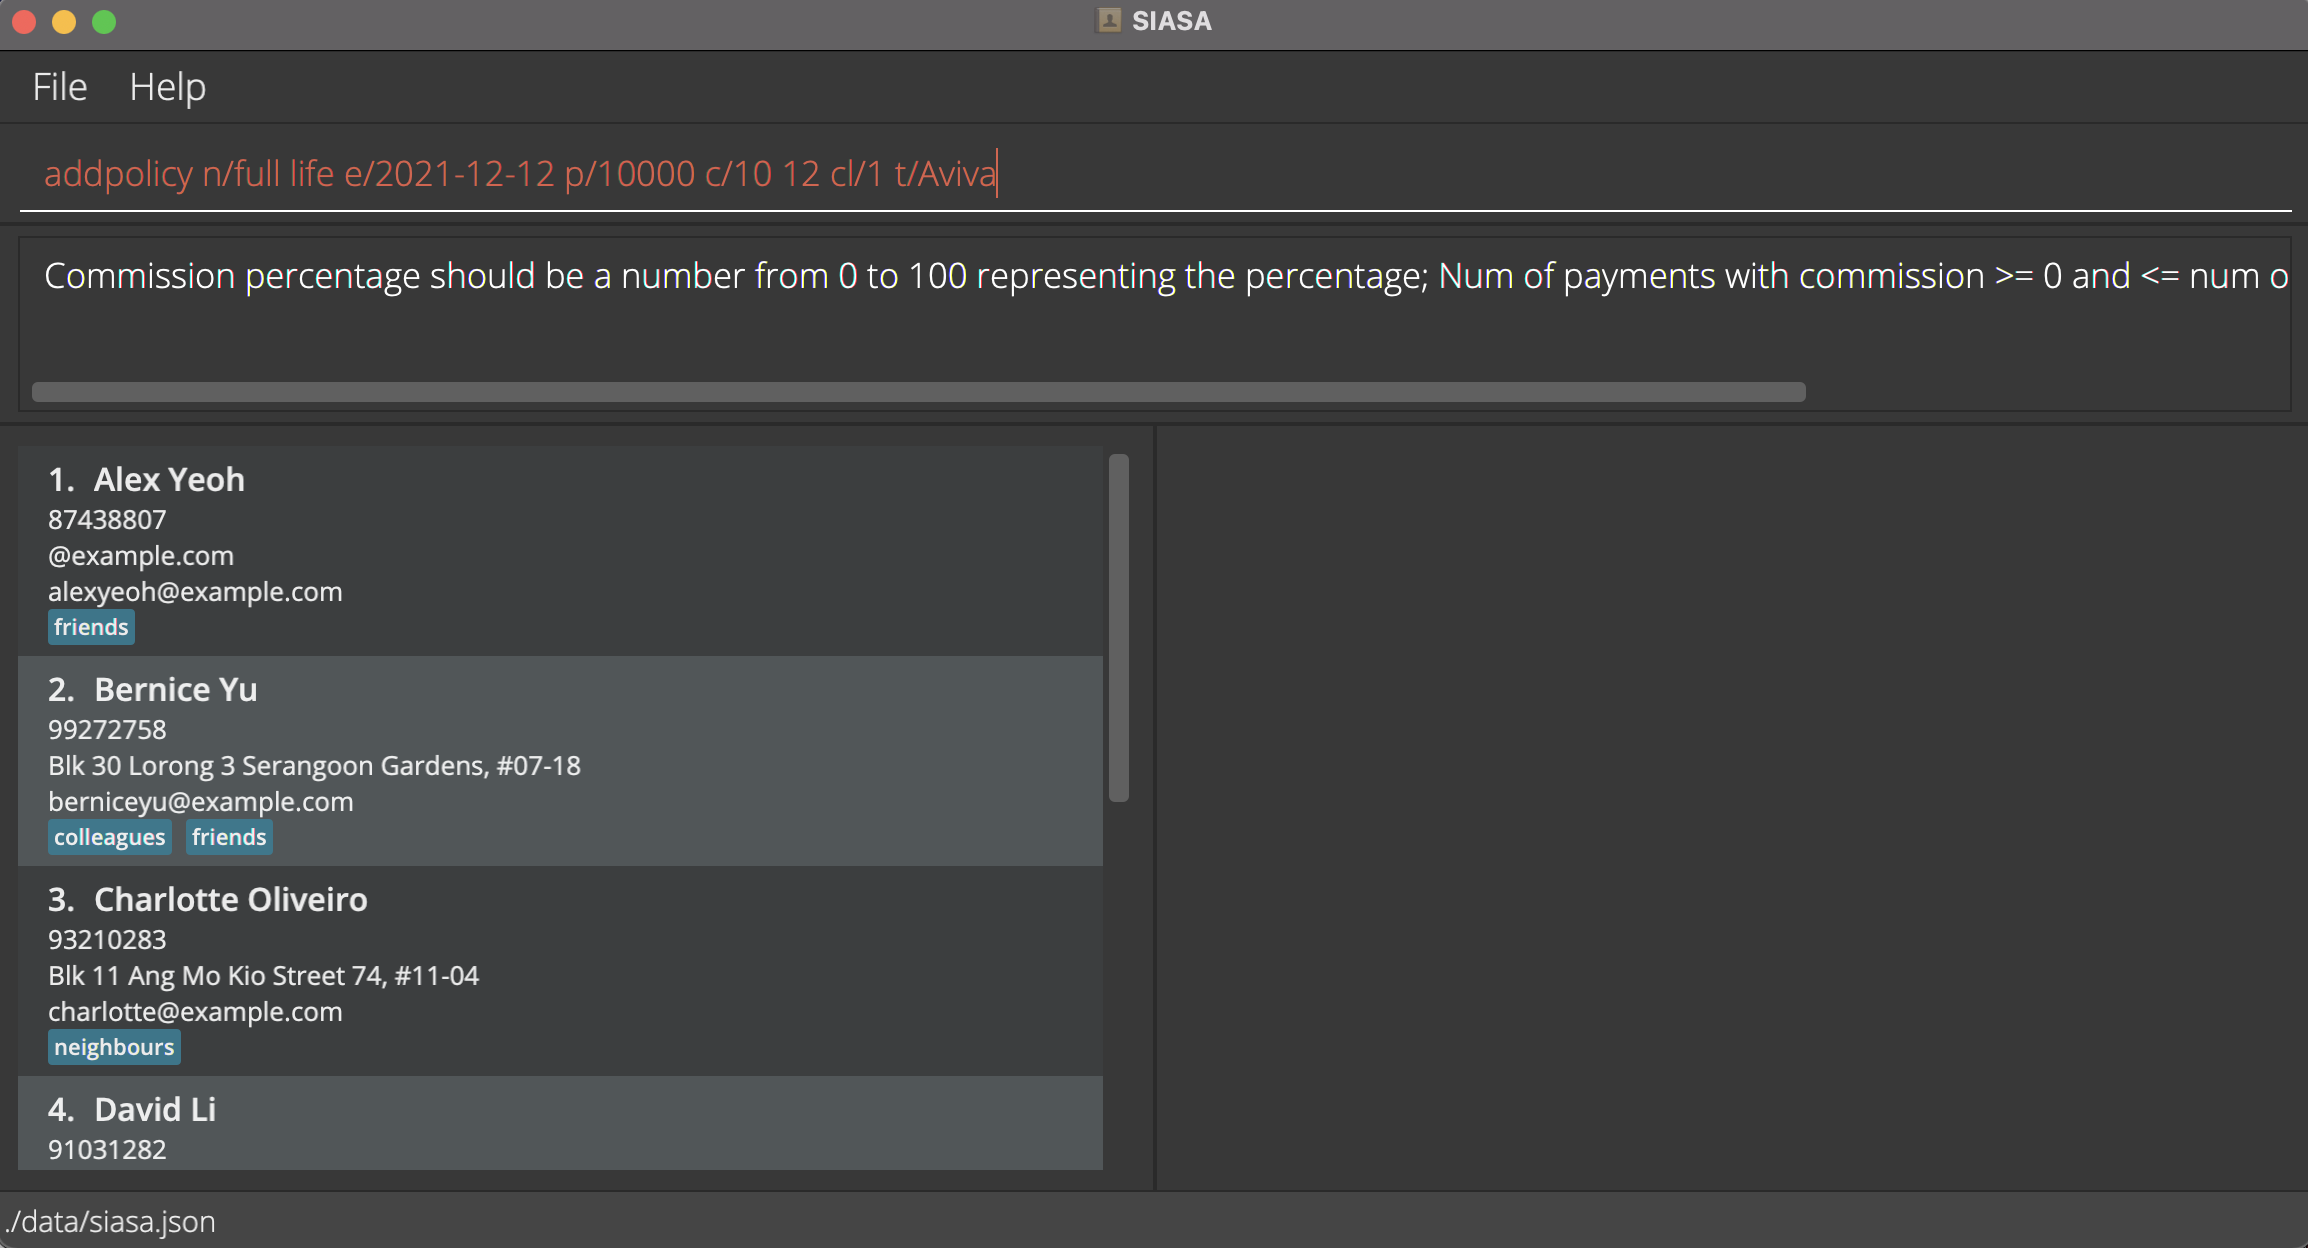 SIASA
File Help
addpolicy n/full life e/2021-12-12 p/10000 c/10 12 cl/1 t/Aviva
Commission percentage should be a number from 0 to 100 representing the percentage; Num of payments with commission >= 0 and <= num o
1. Alex Yeoh
87438807
@example.com
alexyeoh@example.com
friends
2. Bernice Yu
99272758
Blk 30 Lorong 3 Serangoon Gardens, #07-18
berniceyu@example.com
colleagues friends
3. Charlotte Oliveiro
93210283
Blk 11 Ang Mo Kio Street 74, #11-04
charlotte@example.com
neighbours
4. David Li
91031282
./data/siasa.json